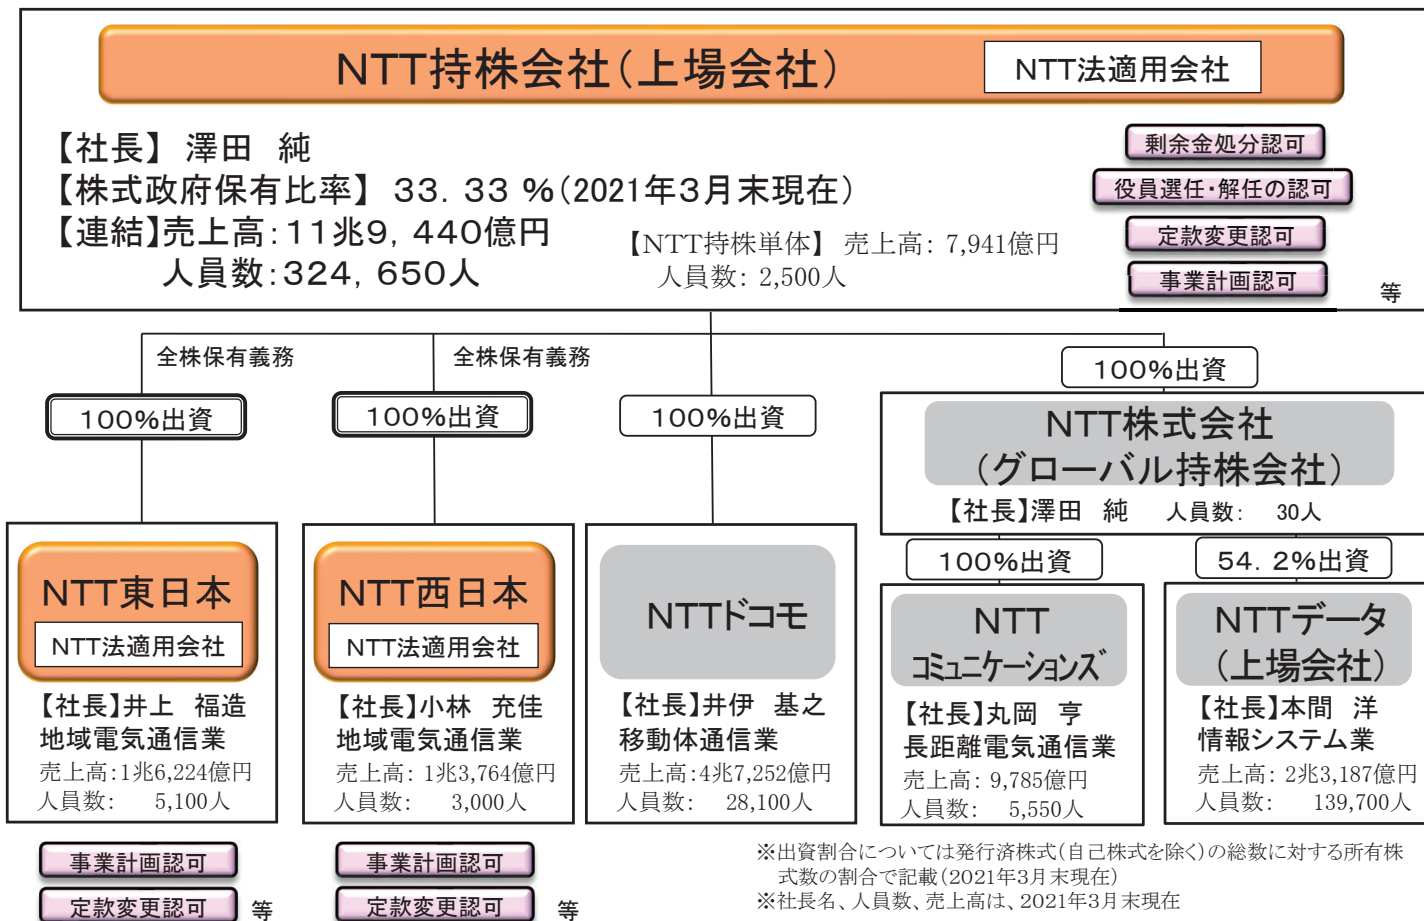 NTT持株会社(上場会社)
NTT法適用会社
【社長】 澤田 純
【株式政府保有比率】 33.33 %(2021年3月末現在)
【連結】売上高:11兆9,440億円
人員数:324,650人
【NTT持株単体】 売上高: 7,941億円
人員数: 2,500人
剰余金処分認可
役員選任・解任の認可
定款変更認可
事業計画認可
等
全株保有義務
全株保有義務
100%出資
100%出資
100%出資
100%出資
NTT株式会社
(グローバル持株会社)
【社長】澤田 純 人員数: 30人
100%出資
54.2%出資
NTT東日本
NTT法適用会社
【社長】井上 福造
地域電気通信業
売上高:1兆6,224億円
人員数: 5,100人
事業計画認可
定款変更認可
等
NTT西日本
NTT法適用会社
【社長】小林 充佳
地域電気通信業
売上高: 1兆3,764億円
人員数: 3,000人
事業計画認可
定款変更認可
等
NTTドコモ
【社長】井伊 基之
移動体通信業
売上高:4兆7,252億円
人員数: 28,100人
NTT
コミュニケーションズ
【社長】丸岡 亨
長距離電気通信業
売上高: 9,785億円
人員数: 5,550人
NTTデータ
(上場会社)
【社長】本間 洋
情報システム業
売上高: 2兆3,187億円
人員数: 139,700人
※出資割合については発行済株式(自己株式を除く)の総数に対する所有株
式数の割合で記載(2021年3月末現在)
※社長名、人員数、売上高は、2021年3月末現在